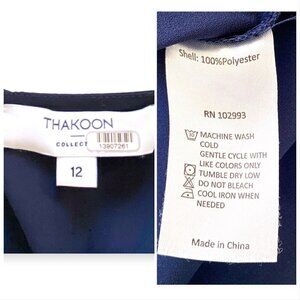 THAKOON
COLLECT
13907261
12
Shell: 100%Polyester
RN 102993
MACHINE WASH
COLD
GENTLE CYCLE WITH
LIKE COLORS ONLY
TUMBLE DRY LOW
DO NOT BLEACH
COOL IRON WHEN
NEEDED
Made in China